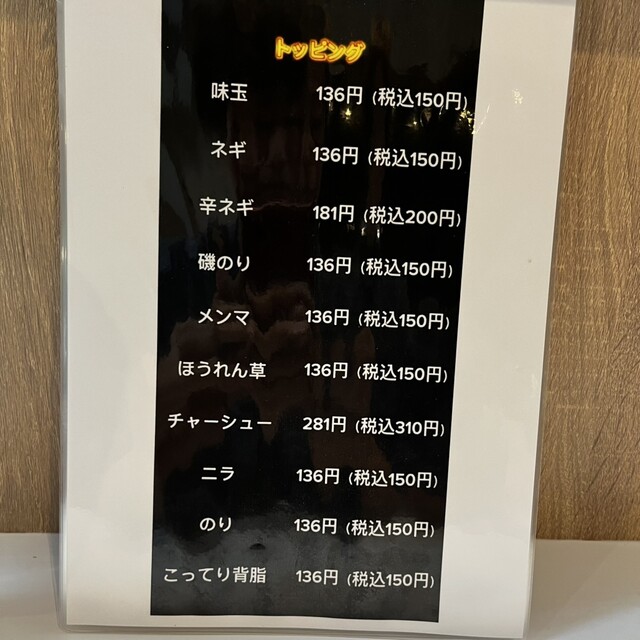 トッピング
味玉 136円 (税込150円)
ネギ 136円 (税込150円)
辛ネギ 181円 (税込200円)
磯のり 136円 (税込150円)
メンマ 136円 (税込150円)
ほうれん草 136円 (税込150円)
チャーシュー 281円 (税込310円)
ニラ 136円 (税込150円)
のり 136円 (税込150円)
こってり背脂 136円 (税込150円)